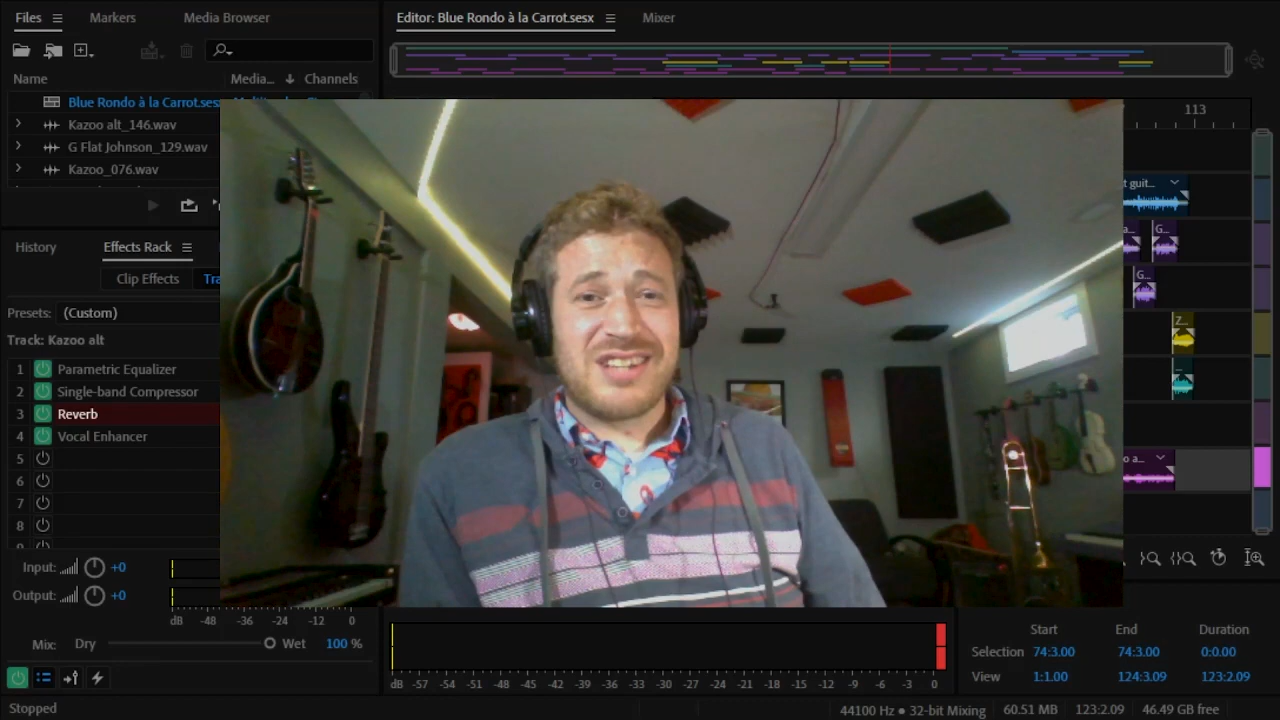 Files
Markers
Media Browser
Editor: Blue Rondo à la Carrot.sesx
Mixer
Name
Media...
Channels
Blue Rondo à la Carrot.ses
Kazoo alt_146.wav
G Flat Johnson_129.wav
Kazoo_076.wav
113
t guit...
a...
G...
G...
Z...
...
o a...
History
Effects Rack
Clip Effects
Tra
Presets:
(Custom)
Track: Kazoo alt
1 Parametric Equalizer
2 Single-band Compressor
3 Reverb
4 Vocal Enhancer
5
6
7
8
Input: +0
Output: +0
dB -48 -36 -24 -12 0
Mix: Dry Wet 100 %
dB -57 -54 -51 -48 -45 -42 -39 -36 -33 -30 -27 -24 -21 -18 -15 -12 -9 -6 -3 0
Start End Duration
Selection 74:3.00 74:3.00 0:0.00
View 1:1.00 124:3.09 123:2.09
Stopped
44100 Hz ● 32-bit Mixing
60.51 MB
123:2.09
46.49 GB free